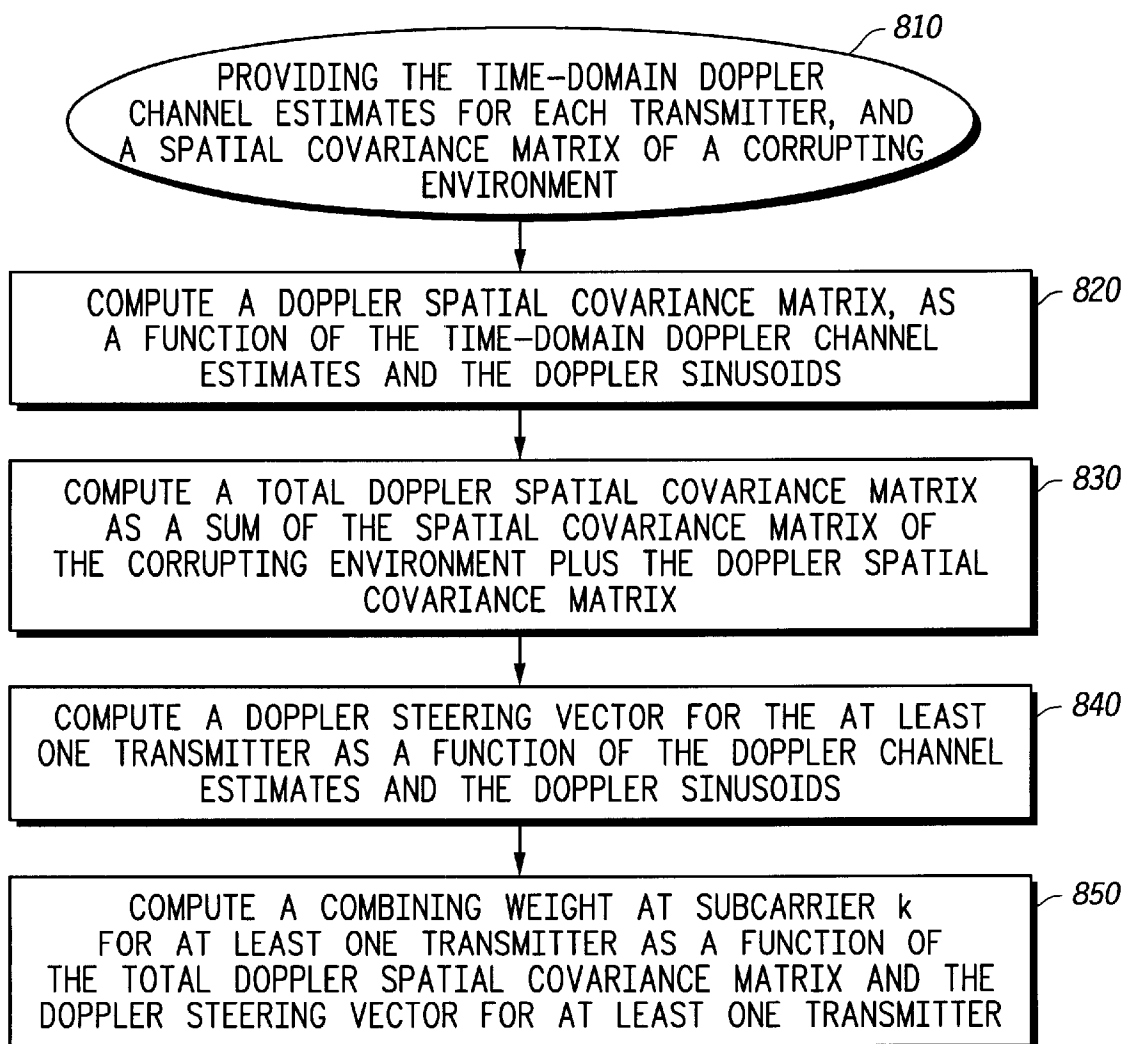 810
PROVIDING THE TIME-DOMAIN DOPPLER
CHANNEL ESTIMATES FOR EACH TRANSMITTER, AND
A SPATIAL COVARIANCE MATRIX OF A CORRUPTING
ENVIRONMENT
820
COMPUTE A DOPPLER SPATIAL COVARIANCE MATRIX, AS
A FUNCTION OF THE TIME-DOMAIN DOPPLER CHANNEL
ESTIMATES AND THE DOPPLER SINUSOIDS
830
COMPUTE A TOTAL DOPPLER SPATIAL COVARIANCE MATRIX
AS A SUM OF THE SPATIAL COVARIANCE MATRIX OF
THE CORRUPTING ENVIRONMENT PLUS THE DOPPLER SPATIAL
COVARIANCE MATRIX
840
COMPUTE A DOPPLER STEERING VECTOR FOR THE AT LEAST
ONE TRANSMITTER AS A FUNCTION OF THE DOPPLER CHANNEL
ESTIMATES AND THE DOPPLER SINUSOIDS
850
COMPUTE A COMBINING WEIGHT AT SUBCARRIER k
FOR AT LEAST ONE TRANSMITTER AS A FUNCTION OF
THE TOTAL DOPPLER SPATIAL COVARIANCE MATRIX AND THE
DOPPLER STEERING VECTOR FOR AT LEAST ONE TRANSMITTER